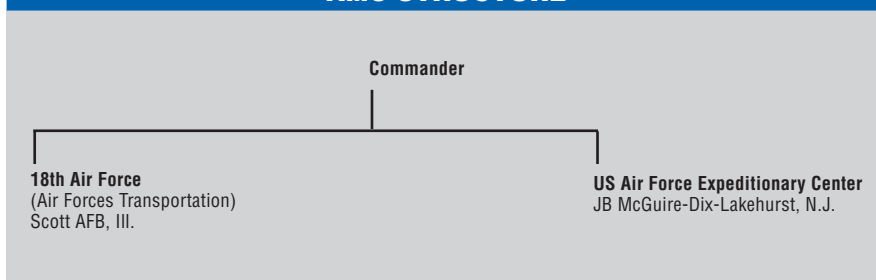 Commander
18th Air Force
(Air Forces Transportation)
Scott AFB, Ill.
US Air Force Expeditionary Center
JB McGuire-Dix-Lakehurst, N.J.